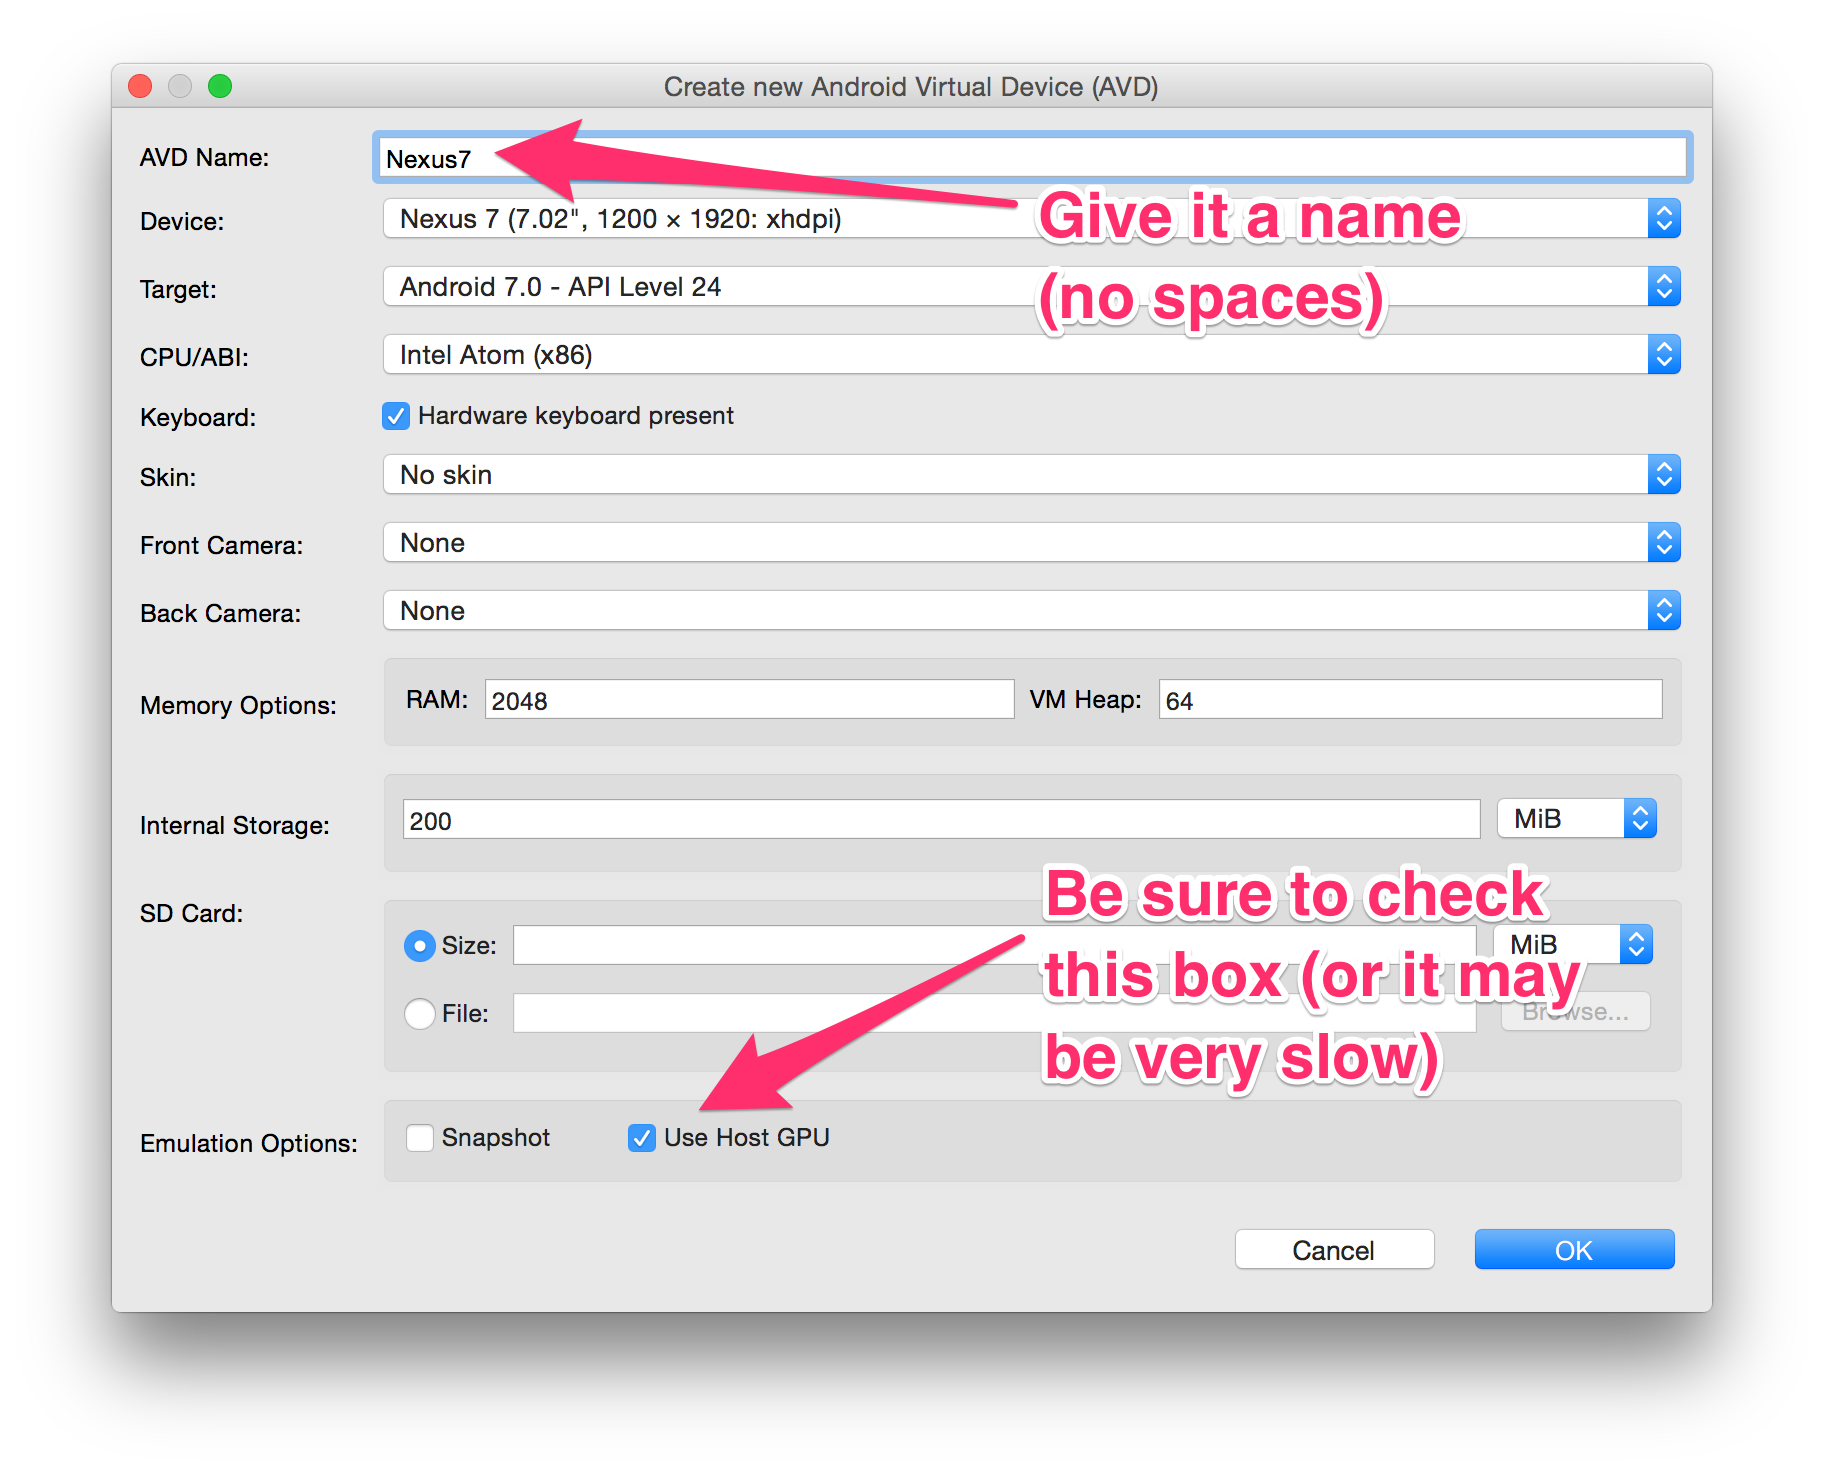 Create new Android Virtual Device (AVD)
AVD Name: Nexus7
Device: Nexus 7 (7.02", 1200 × 1920: xhdpi)
Give it a name
(no spaces)
Target: Android 7.0 - API Level 24
CPU/ABI: Intel Atom (x86)
Keyboard: Hardware keyboard present
Skin: No skin
Front Camera: None
Back Camera: None
Memory Options: RAM: 2048 VM Heap: 64
Internal Storage: 200 MiB
Be sure to check
this box (or it may
be very slow)
SD Card:
Size: MiB
File: Browse...
Emulation Options: Snapshot Use Host GPU
Cancel OK